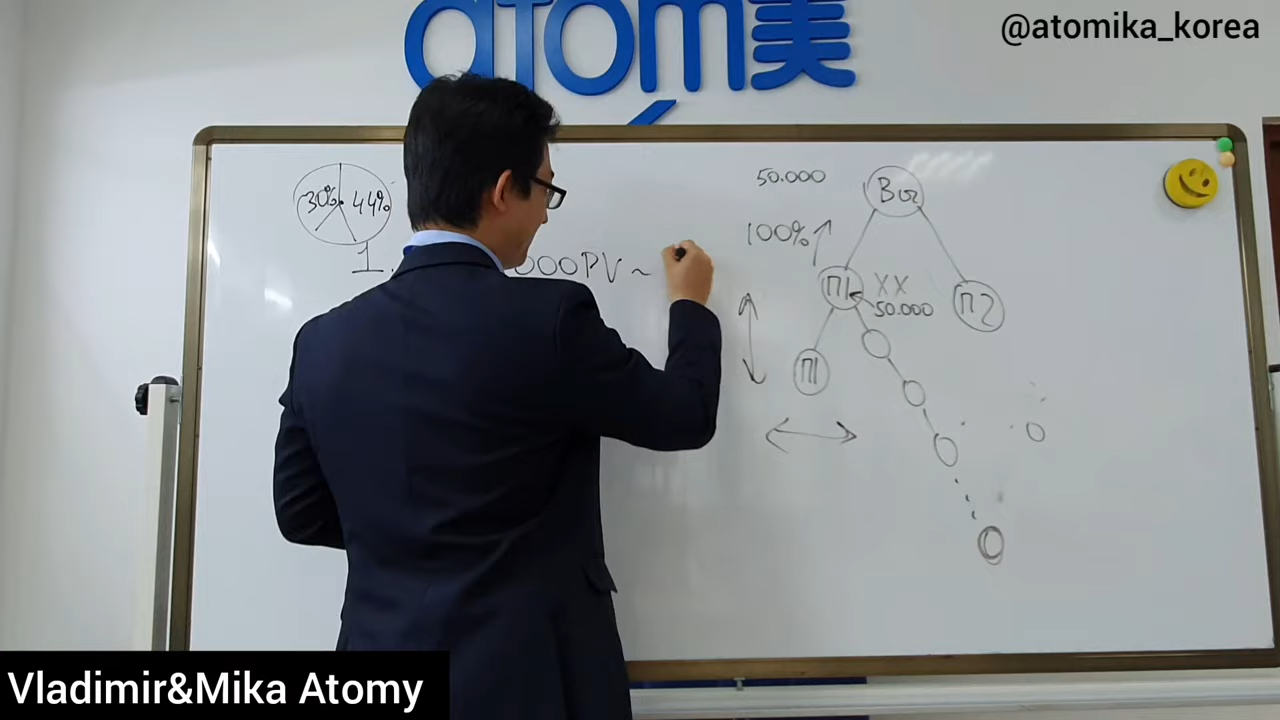 atom美
@atomika_korea
30% 44%
1.
000PV ~
50.000
Вы
100%
П1
XX
50.000
П2
П1
Vladimir&Mika Atomy